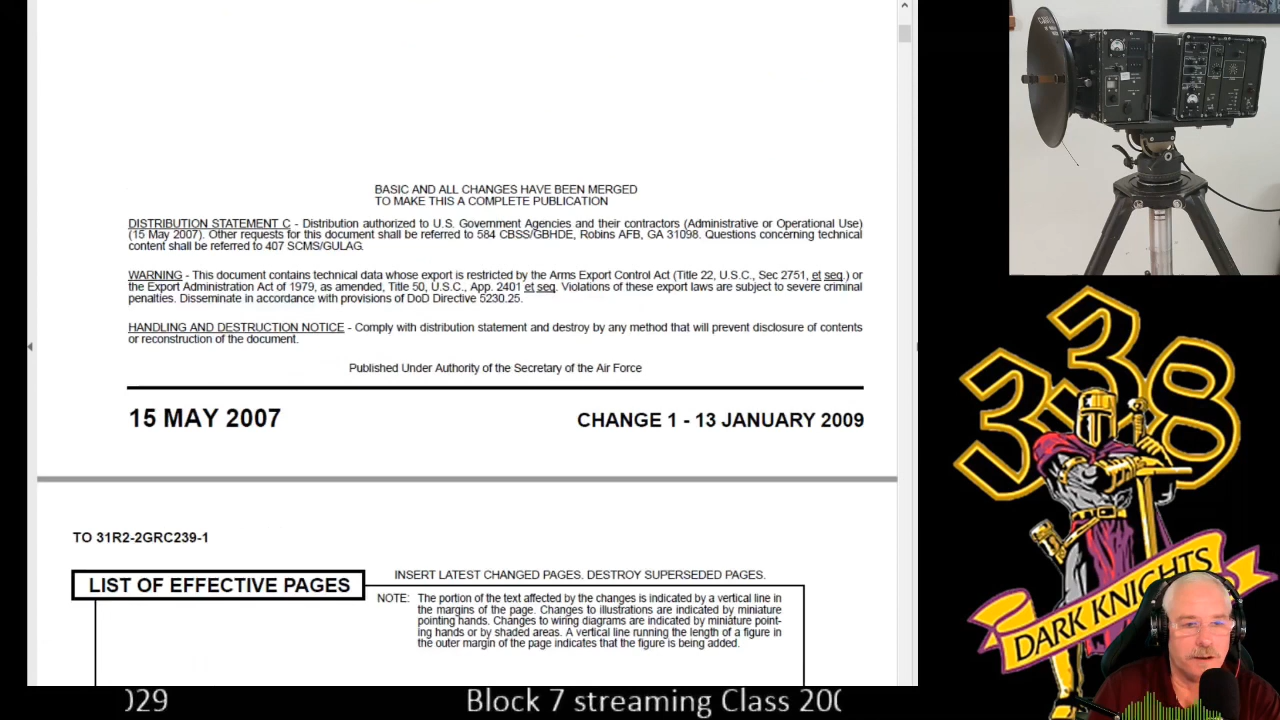 BASIC AND ALL CHANGES HAVE BEEN MERGED
TO MAKE THIS A COMPLETE PUBLICATION
DISTRIBUTION STATEMENT C - Distribution authorized to U.S. Government Agencies and their contractors (Administrative or Operational Use)
(15 May 2007). Other requests for this document shall be referred to 584 CBSS/GBHDE, Robins AFB, GA 31098. Questions concerning technical
content shall be referred to 407 SCMS/GULAG.
WARNING - This document contains technical data whose export is restricted by the Arms Export Control Act (Title 22, U.S.C., Sec 2751, et seq.) or
the Export Administration Act of 1979, as amended, Title 50, U.S.C., App. 2401 et seq. Violations of these export laws are subject to severe criminal
penalties. Disseminate in accordance with provisions of DoD Directive 5230.25.
HANDLING AND DESTRUCTION NOTICE - Comply with distribution statement and destroy by any method that will prevent disclosure of contents
or reconstruction of the document.
Published Under Authority of the Secretary of the Air Force
15 MAY 2007
CHANGE 1 - 13 JANUARY 2009
TO 31R2-2GRC239-1
LIST OF EFFECTIVE PAGES
INSERT LATEST CHANGED PAGES. DESTROY SUPERSEDED PAGES.
NOTE: The portion of the text affected by the changes is indicated by a vertical line in
the margins of the page. Changes to illustrations are indicated by miniature
pointing hands. Changes to wiring diagrams are indicated by miniature point-
ing hands or by shaded areas. A vertical line running the length of a figure in
the outer margin of the page indicates that the figure is being added.
338
DARK KNIGHTS
029
Block 7 streaming Class 200